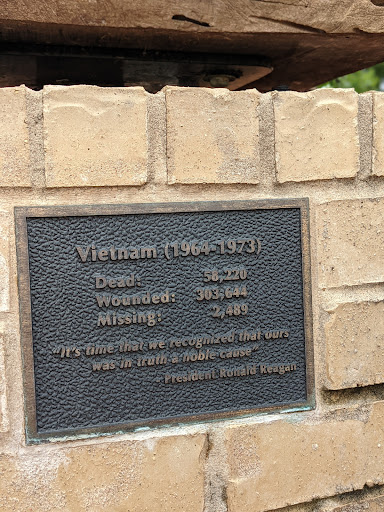 Vietnam (1964-1973)
Dead: 58,220
Wounded: 303,644
Missing: 2,489
"It's time that we recognized that ours
was in truth a noble cause"
President Ronald Reagan